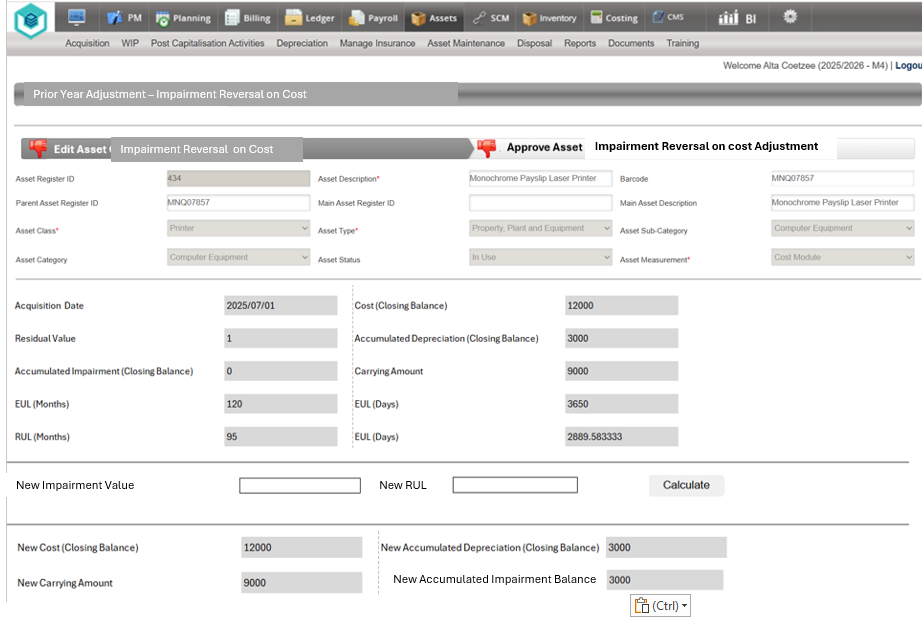 PM Planning Billing Ledger Payroll Assets SCM Inventory Costing CMS BI
Acquisition WIP Post Capitalisation Activities Depreciation Manage Insurance Asset Maintenance Disposal Reports Documents Training
Welcome Alta Coetzee (2025/2026 - M4) | Logou
Prior Year Adjustment – Impairment Reversal on Cost
Edit Asset Impairment Reversal on Cost Approve Asset Impairment Reversal on cost Adjustment
Asset Register ID 434 Asset Description* Monochrome Payslip Laser Printer Barcode MNQ07857
Parent Asset Register ID MNQ07857 Main Asset Register ID Main Asset Description Monochrome Payslip Laser Printer
Asset Class* Printer Asset Type* Property, Plant and Equipment Asset Sub-Category Computer Equipment
Asset Category Computer Equipment Asset Status In Use Asset Measurement* Cost Module
Acquisition Date 2025/07/01 Cost (Closing Balance) 12000
Residual Value 1 Accumulated Depreciation (Closing Balance) 3000
Accumulated Impairment (Closing Balance) 0 Carrying Amount 9000
EUL (Months) 120 EUL (Days) 3650
RUL (Months) 95 EUL (Days) 2889.583333
New Impairment Value New RUL Calculate
New Cost (Closing Balance) 12000 New Accumulated Depreciation (Closing Balance) 3000
New Carrying Amount 9000 New Accumulated Impairment Balance 3000
(Ctrl)